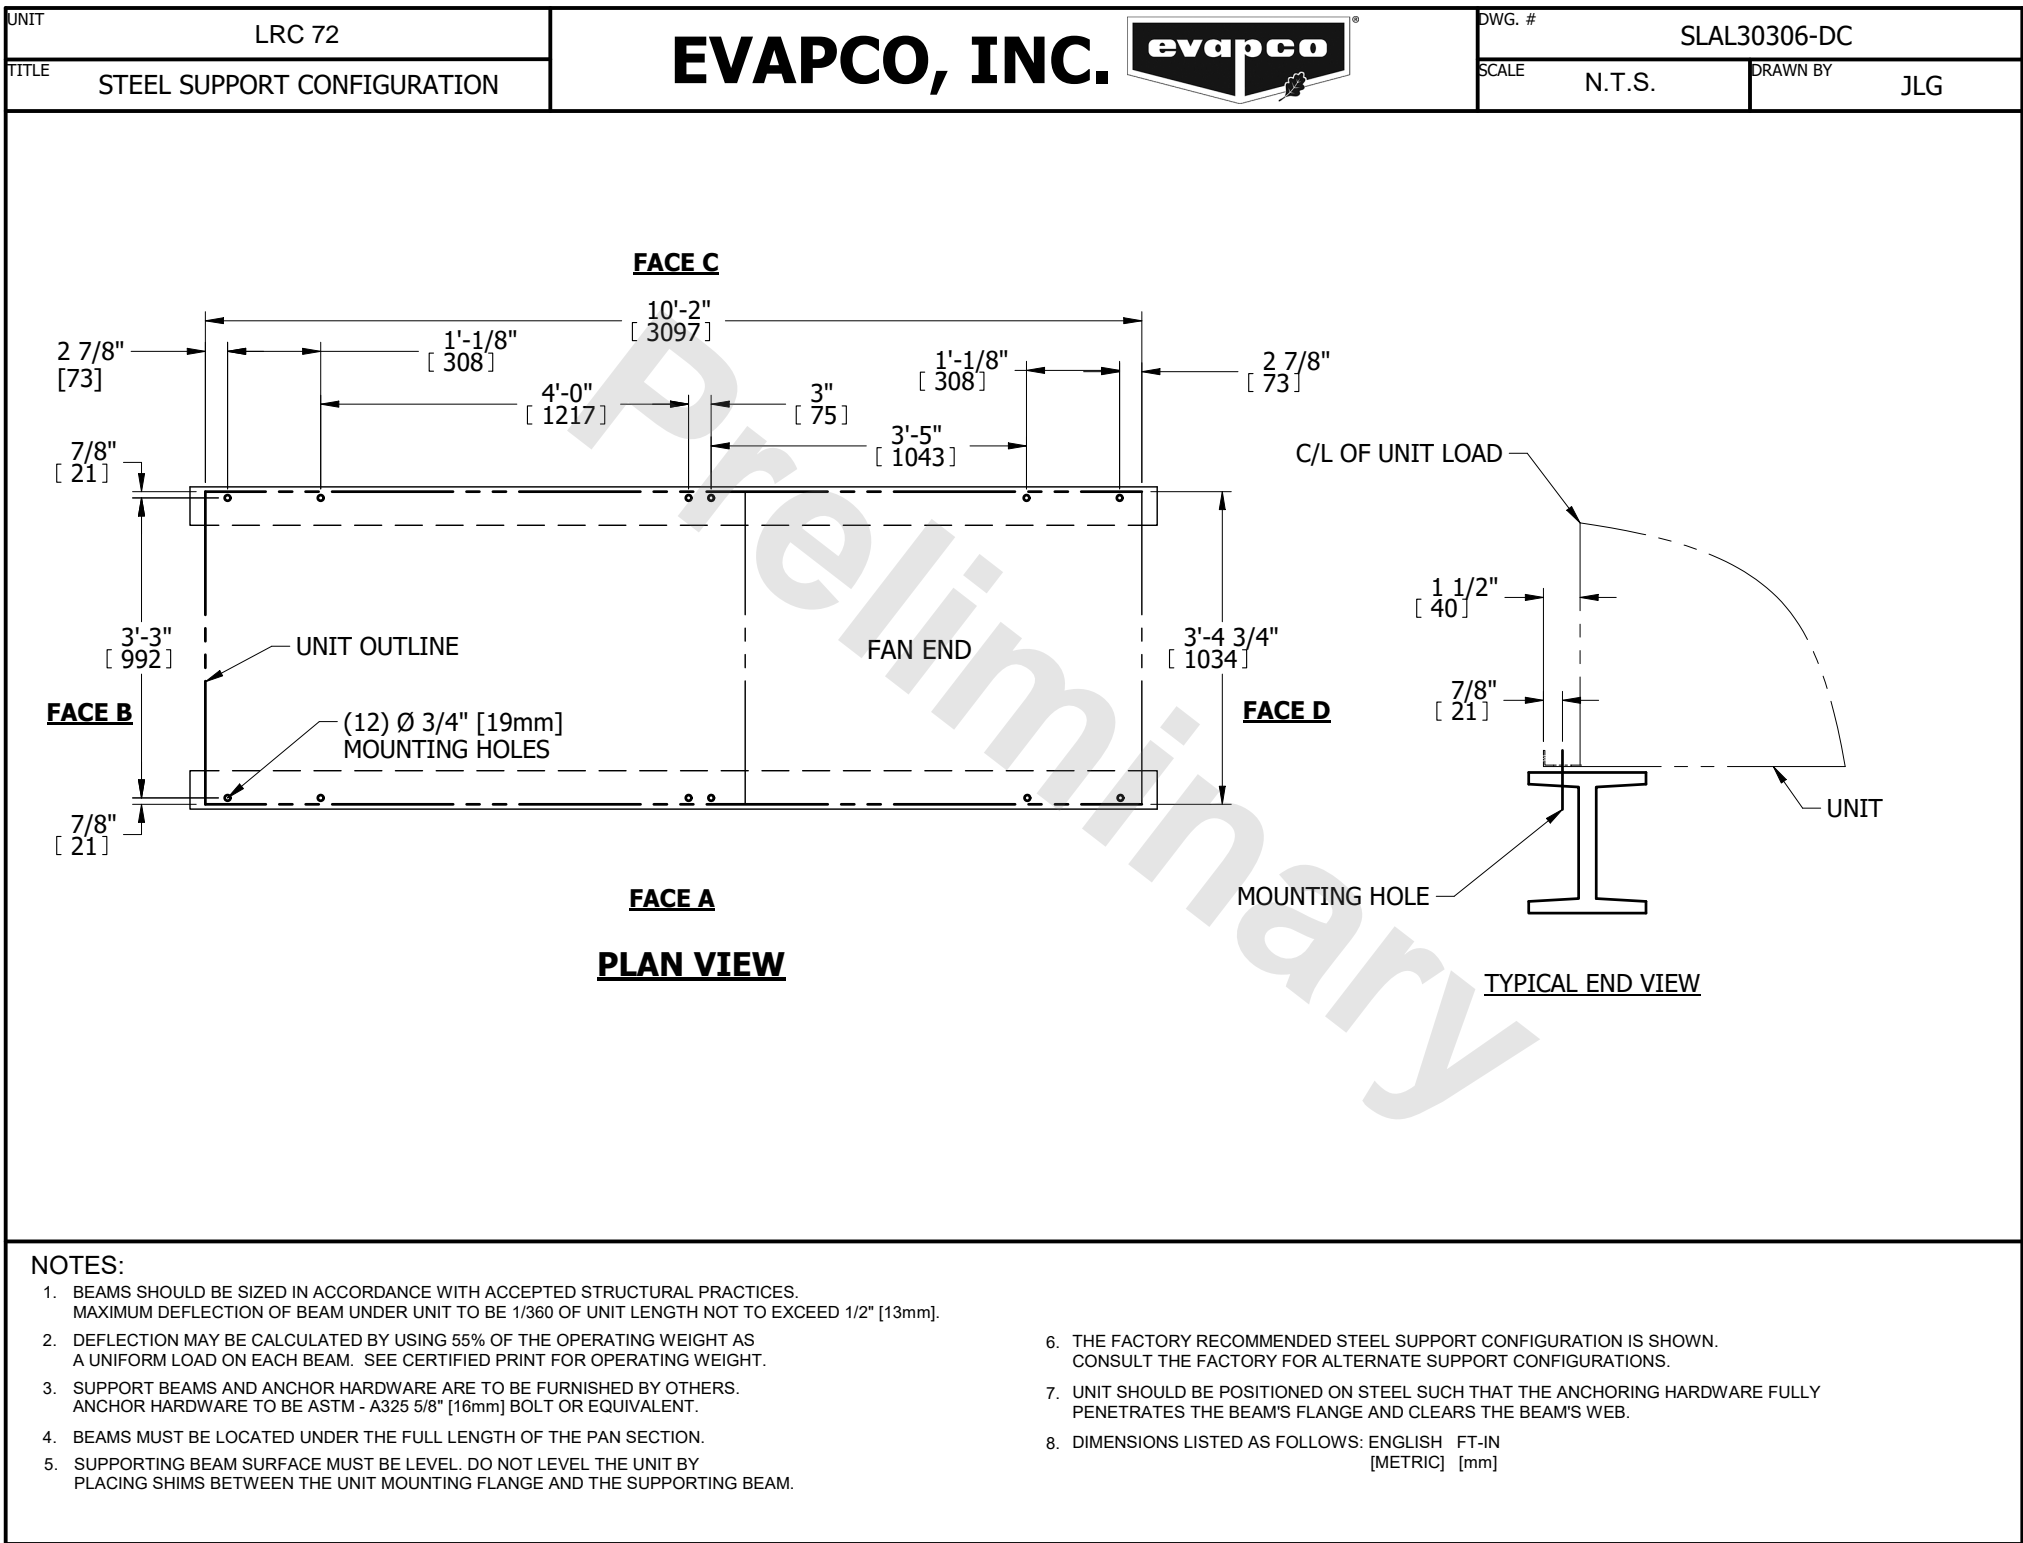 UNIT
LRC 72
TITLE
STEEL SUPPORT CONFIGURATION
EVAPCO, INC.
evapco
®
DWG. #
SLAL30306-DC
SCALE
N.T.S.
DRAWN BY
JLG
FACE C
10'-2"
[ 3097]
2 7/8"
[73]
1'-1/8"
[ 308]
1'-1/8"
[ 308]
2 7/8"
[ 73]
4'-0"
[ 1217]
3"
[ 75]
3'-5"
[ 1043]
7/8"
[ 21]
C/L OF UNIT LOAD
1 1/2"
[ 40]
3'-3"
[ 992]
UNIT OUTLINE
FAN END
3'-4 3/4"
[ 1034]
7/8"
[ 21]
FACE B
(12) Ø 3/4" [19mm]
MOUNTING HOLES
FACE D
7/8"
[ 21]
UNIT
FACE A
MOUNTING HOLE
PLAN VIEW
TYPICAL END VIEW
Preliminary
NOTES:
1. BEAMS SHOULD BE SIZED IN ACCORDANCE WITH ACCEPTED STRUCTURAL PRACTICES.
MAXIMUM DEFLECTION OF BEAM UNDER UNIT TO BE 1/360 OF UNIT LENGTH NOT TO EXCEED 1/2" [13mm].
2. DEFLECTION MAY BE CALCULATED BY USING 55% OF THE OPERATING WEIGHT AS
A UNIFORM LOAD ON EACH BEAM. SEE CERTIFIED PRINT FOR OPERATING WEIGHT.
3. SUPPORT BEAMS AND ANCHOR HARDWARE ARE TO BE FURNISHED BY OTHERS.
ANCHOR HARDWARE TO BE ASTM - A325 5/8" [16mm] BOLT OR EQUIVALENT.
4. BEAMS MUST BE LOCATED UNDER THE FULL LENGTH OF THE PAN SECTION.
5. SUPPORTING BEAM SURFACE MUST BE LEVEL. DO NOT LEVEL THE UNIT BY
PLACING SHIMS BETWEEN THE UNIT MOUNTING FLANGE AND THE SUPPORTING BEAM.
6. THE FACTORY RECOMMENDED STEEL SUPPORT CONFIGURATION IS SHOWN.
CONSULT THE FACTORY FOR ALTERNATE SUPPORT CONFIGURATIONS.
7. UNIT SHOULD BE POSITIONED ON STEEL SUCH THAT THE ANCHORING HARDWARE FULLY
PENETRATES THE BEAM'S FLANGE AND CLEARS THE BEAM'S WEB.
8. DIMENSIONS LISTED AS FOLLOWS: ENGLISH FT-IN
[METRIC] [mm]